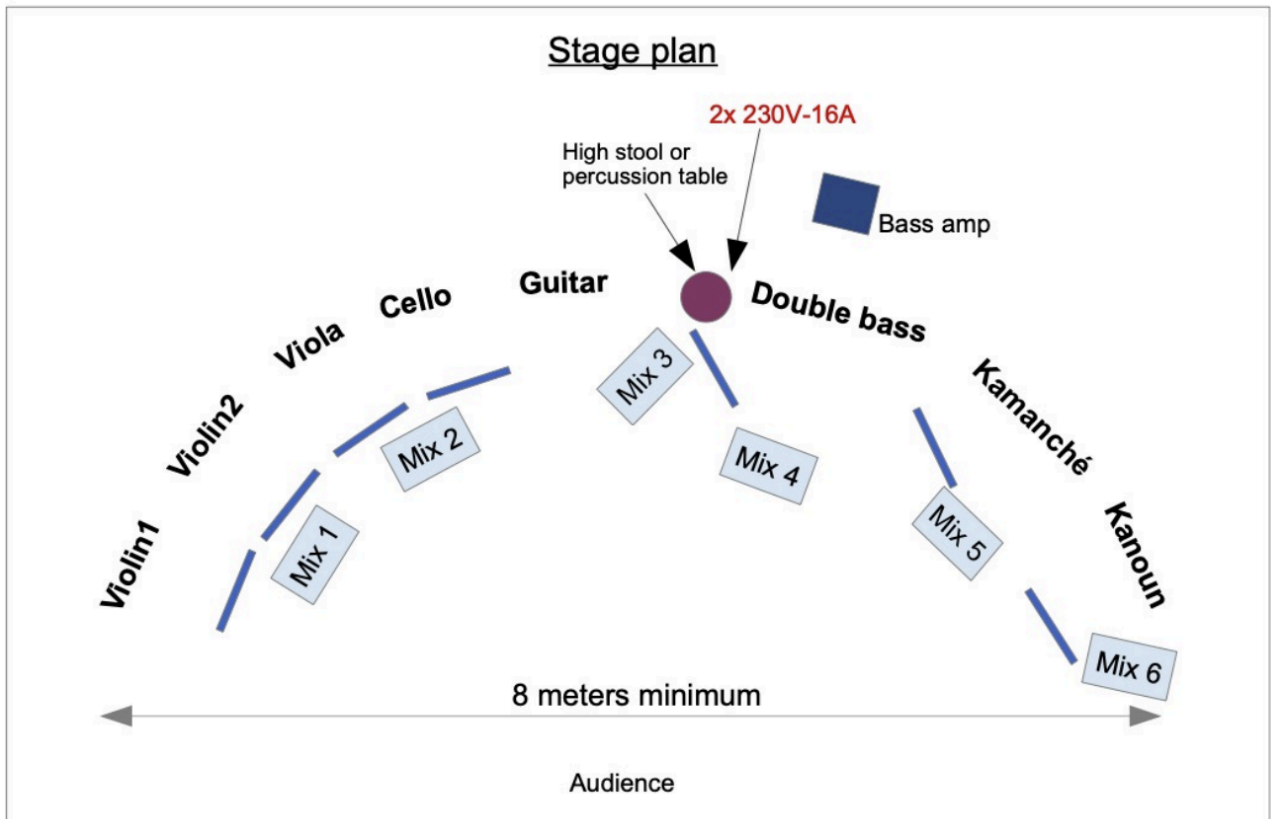 Stage plan
2x 230V-16A
High stool or
percussion table
Bass amp
Guitar
Double bass
Cello
Viola
Kamanché
Violin2
Mix 3
Mix 2
Mix 4
Kanoun
Violin1
Mix 1
Mix 5
Mix 6
8 meters minimum
Audience